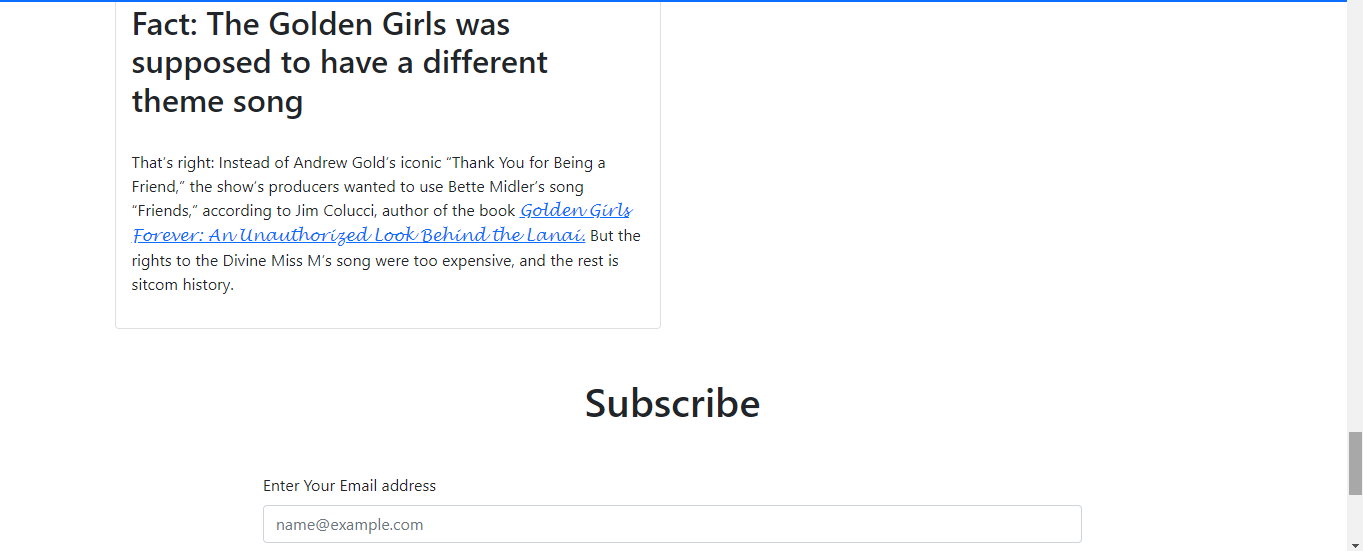 Fact: The Golden Girls was
supposed to have a different
theme song
That’s right: Instead of Andrew Gold’s iconic “Thank You for Being a
Friend,” the show’s producers wanted to use Bette Midler’s song
“Friends,” according to Jim Colucci, author of the book Golden Girls
Forever: An Unauthorized Look Behind the Lanai. But the
rights to the Divine Miss M’s song were too expensive, and the rest is
sitcom history.
Subscribe
Enter Your Email address
name@example.com